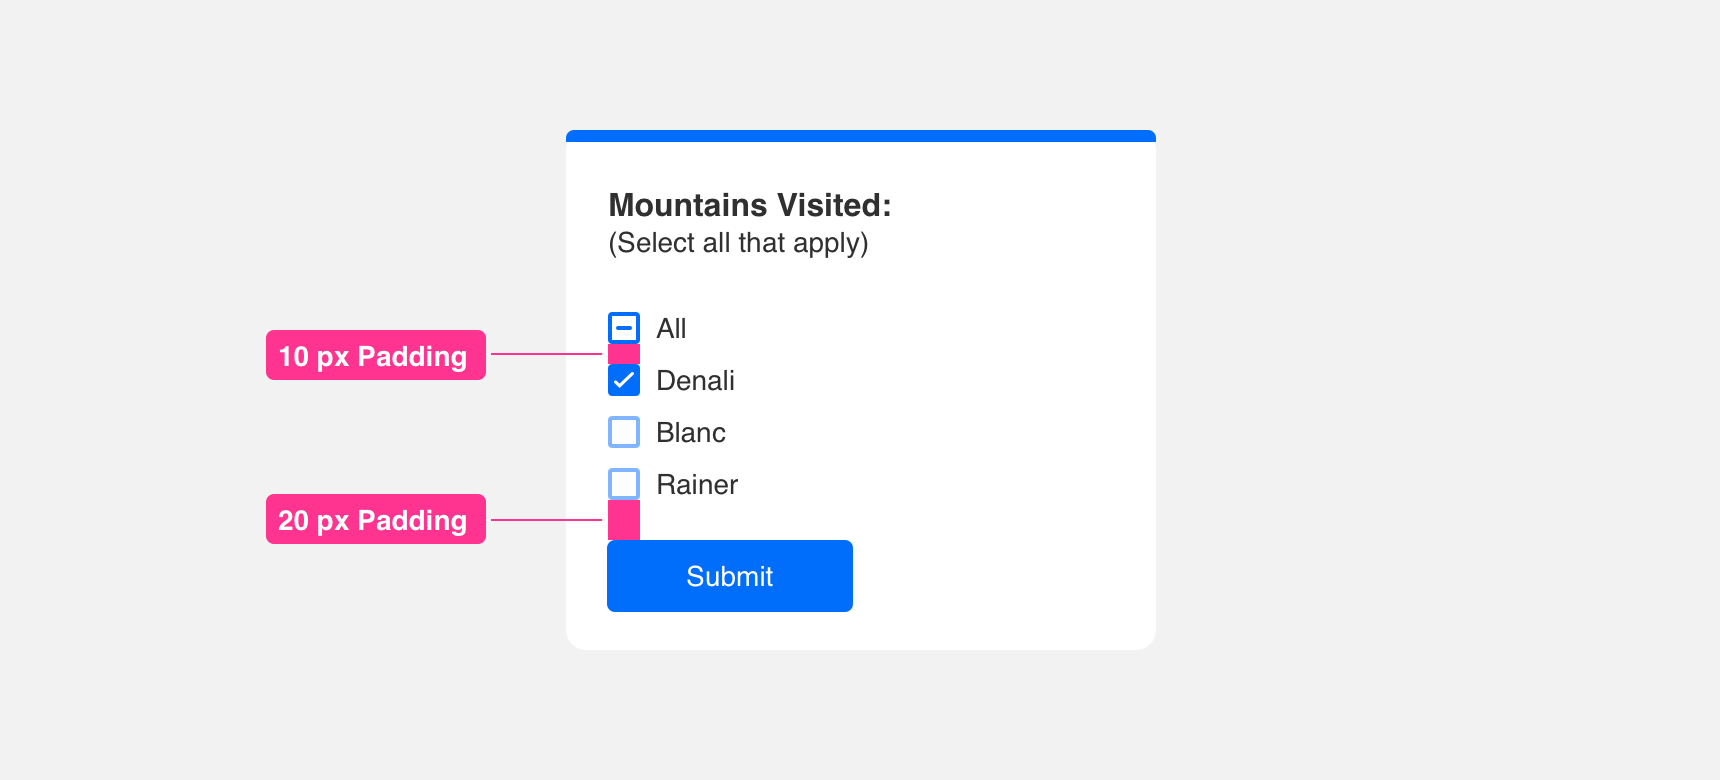 Mountains Visited:
(Select all that apply)
All
10 px Padding
Denali
Blanc
Rainer
20 px Padding
Submit